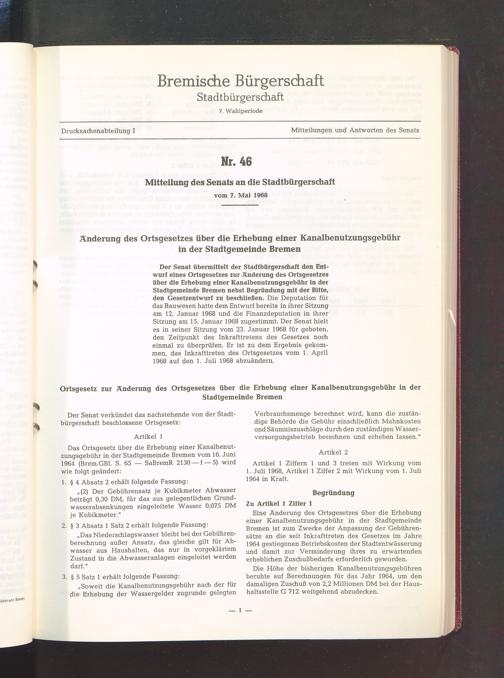 Bremische Bürgerschaft
Stadtbürgerschaft
7. Wahlperiode
Drucksachenabteilung I
Mitteilungen und Antworten des Senats
Nr. 46
Mitteilung des Senats an die Stadtbürgerschaft
vom 7. Mai 1968
Änderung des Ortsgesetzes über die Erhebung einer Kanalbenutzungsgebühr
in der Stadtgemeinde Bremen
Der Senat übermittelt der Stadtbürgerschaft den Ent-
wurf eines Ortsgesetzes zur Änderung des Ortsgesetzes
über die Erhebung einer Kanalbenutzungsgebühr in der
Stadtgemeinde Bremen nebst Begründung mit der Bitte,
den Gesetzentwurf zu beschließen. Die Deputation für
das Bauwesen hatte dem Entwurf bereits in ihrer Sitzung
am 12. Januar 1968 und die Finanzdeputation in ihrer
Sitzung am 15. Januar 1968 zugestimmt. Der Senat hielt
es in seiner Sitzung vom 23. Januar 1968 für geboten,
den Zeitpunkt des Inkrafttretens des Gesetzes noch
einmal zu überprüfen. Er ist zu dem Ergebnis gekom-
men, das Inkrafttreten des Ortsgesetzes vom 1. April
1968 auf den 1. Juli 1968 abzuändern.
Ortsgesetz zur Änderung des Ortsgesetzes über die Erhebung einer Kanalbenutzungsgebühr in der
Stadtgemeinde Bremen
Der Senat verkündet das nachstehende von der Stadt-
bürgerschaft beschlossene Ortsgesetz:
Artikel 1
Das Ortsgesetz über die Erhebung einer Kanalbenut-
zungsgebühr in der Stadtgemeinde Bremen vom 16. Juni
1964 (Brem.GBl. S. 65 — SaBremR 2130 — f — 5) wird
wie folgt geändert:
1. § 4 Absatz 2 erhält folgende Fassung:
„(2) Der Gebührensatz je Kubikmeter Abwasser
beträgt 0,30 DM, für das aus gelegentlichen Grund-
wasserabsenkungen eingeleitete Wasser 0,075 DM
je Kubikmeter."
2. § 3 Absatz 1 Satz 2 erhält folgende Fassung:
„Das Niederschlagswasser bleibt bei der Gebühren-
berechnung außer Ansatz; das gleiche gilt für Ab-
wasser aus Haushalten, das nur in vorgeklärtem
Zustand in die Abwasseranlagen eingeleitet werden
darf."
3. § 5 Satz 1 erhält folgende Fassung:
„Soweit die Kanalbenutzungsgebühr nach der für
die Erhebung der Wassergelder zugrunde gelegten
Verbrauchsmenge berechnet wird, kann die zustän-
dige Behörde die Gebühr einschließlich Mahnkosten
und Säumniszuschläge durch den zuständigen Wasser-
versorgungsbetrieb berechnen und erheben lassen."
Artikel 2
Artikel 1 Ziffern 1 und 3 treten mit Wirkung vom
1. Juli 1968, Artikel 1 Ziffer 2 mit Wirkung vom 1. Juli
1964 in Kraft.
Begründung
Zu Artikel 1 Ziffer 1
Eine Änderung des Ortsgesetzes über die Erhebung
einer Kanalbenutzungsgebühr in der Stadtgemeinde
Bremen ist zum Zwecke der Anpassung der Gebühren-
sätze an die seit Inkrafttreten des Gesetzes im Jahre
1964 gestiegenen Betriebskosten der Stadtentwässerung
und damit zur Verminderung ihres zu erwartenden
erheblichen Zuschußbedarfs erforderlich geworden.
Die Höhe der bisherigen Kanalbenutzungsgebühren
beruhte auf Berechnungen für das Jahr 1964, um den
damaligen Zuschuß von 2,2 Millionen DM bei der Haus-
haltsstelle G 712 weitgehend abzudecken.
— 1 —